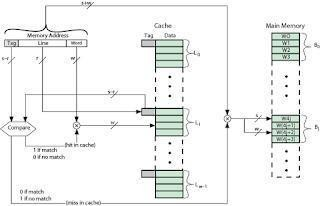 s+w
Cache
Main Memory
Memory Address
Tag
Data
Tag
Line
Word
W0
W1
W2
W3
B0
L0
s–r
r
w
s–r
s
W4j
W(4j+1)
W(4j+2)
W(4j+3)
Bj
w
Li
w
Compare
(hit in cache)
1 if match
0 if no match
Lm–1
0 if match
1 if no match
(miss in cache)